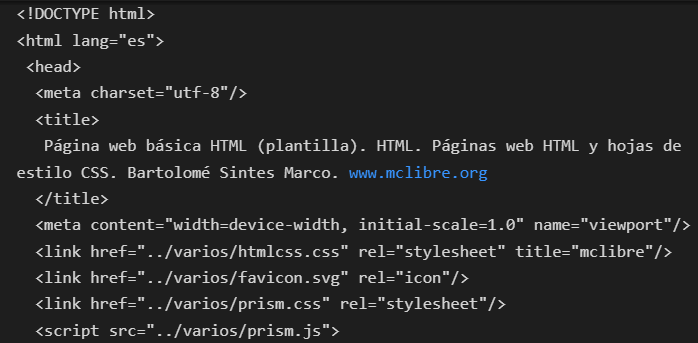 <!DOCTYPE html>
<html lang="es">
<head>
<meta charset="utf-8"/>
<title>
Página web básica HTML (plantilla). HTML. Páginas web HTML y hojas de
estilo CSS. Bartolomé Sintes Marco. www.mclibre.org
</title>
<meta content="width=device-width, initial-scale=1.0" name="viewport"/>
<link href="../varios/htmlcss.css" rel="stylesheet" title="mclibre"/>
<link href="../varios/favicon.svg" rel="icon"/>
<link href="../varios/prism.css" rel="stylesheet"/>
<script src="../varios/prism.js">